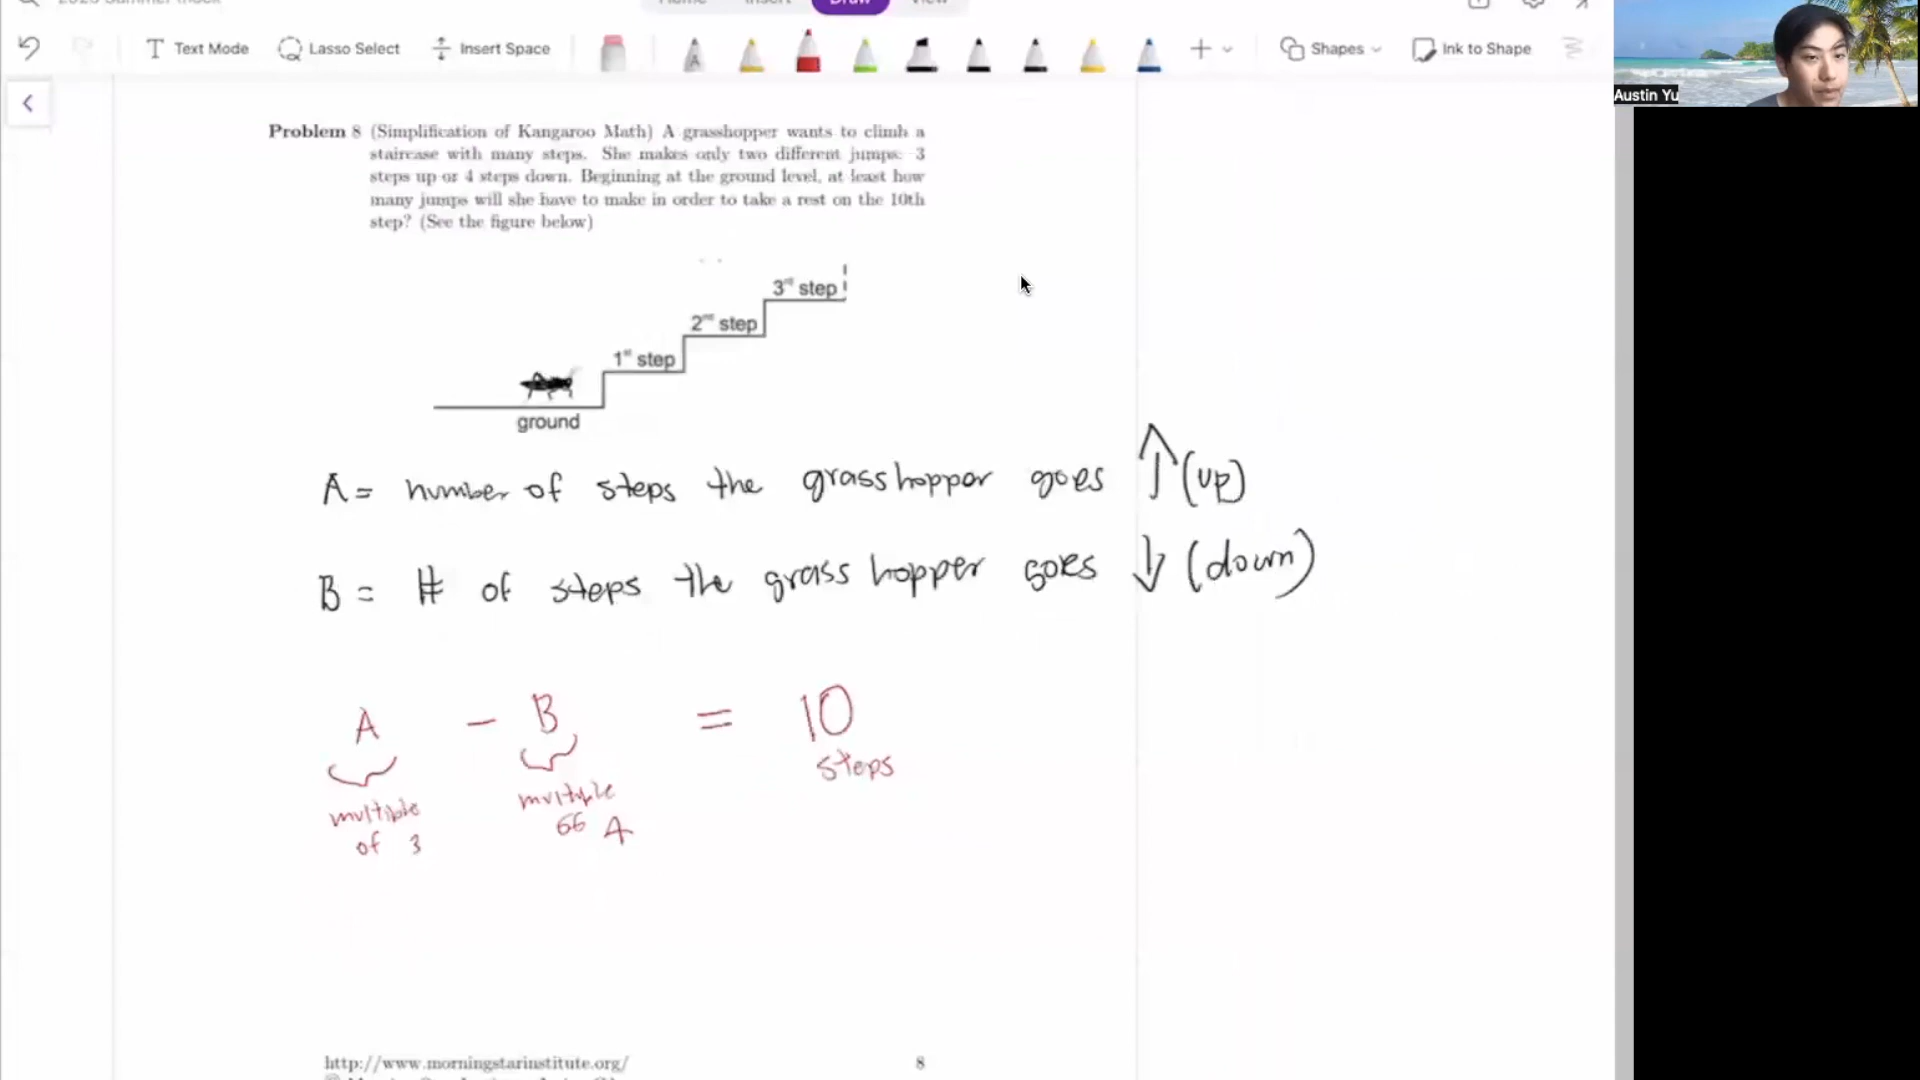 Draw
Text Mode
Lasso Select
Insert Space
Shapes
Ink to Shape
Austin Yu
Problem 8 (Simplification of Kangaroo Math) A grasshopper wants to climb a
staircase with many steps. She makes only two different jumps: 3
steps up or 4 steps down. Beginning at the ground level, at least how
many jumps will she have to make in order to take a rest on the 10th
step? (See the figure below)
3rd step
2nd step
1st step
ground
A = number of steps the grasshopper goes ↑ (up)
B = # of steps the grasshopper goes ↓ (down)
A - B = 10
steps
multiple
of 3
multiple
of 4
http://www.morningstarinstitute.org/
8